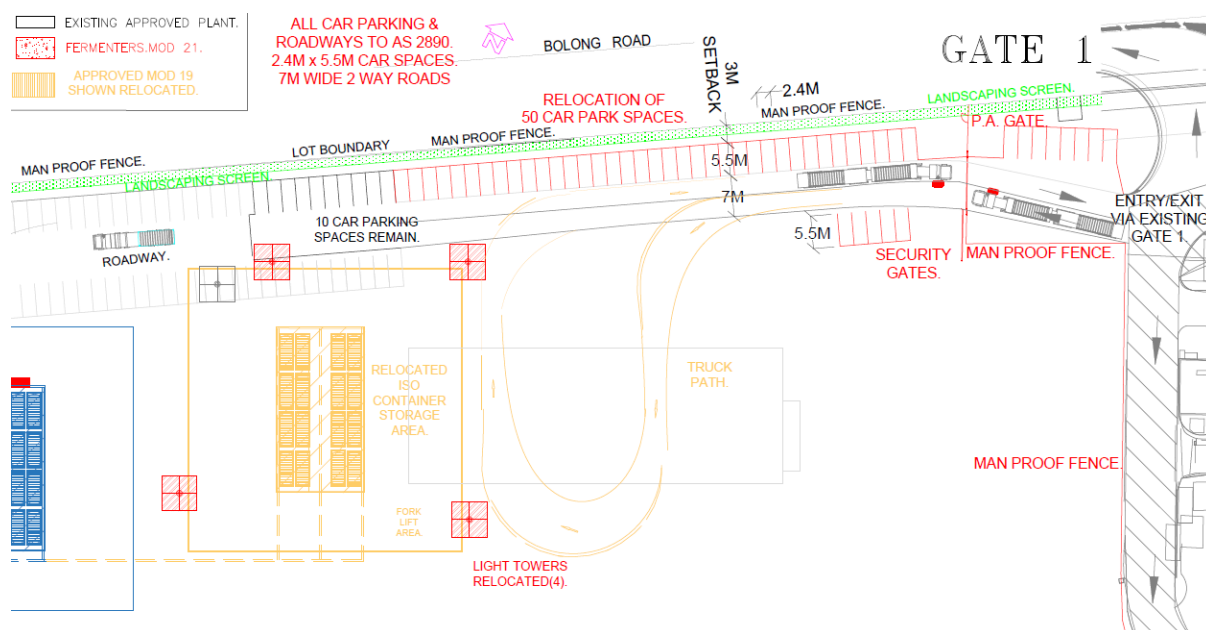 EXISTING APPROVED PLANT.
FERMENTERS.MOD 21.
APPROVED MOD 19
SHOWN RELOCATED.
ALL CAR PARKING &
ROADWAYS TO AS 2890.
2.4M x 5.5M CAR SPACES.
7M WIDE 2 WAY ROADS
BOLONG ROAD
3M
SETBACK
GATE 1
2.4M
RELOCATION OF
50 CAR PARK SPACES.
MAN PROOF FENCE.
LANDSCAPING SCREEN.
P.A. GATE.
MAN PROOF FENCE.
LOT BOUNDARY
MAN PROOF FENCE.
LANDSCAPING SCREEN.
5.5M
7M
5.5M
10 CAR PARKING
SPACES REMAIN.
ROADWAY.
ENTRY/EXIT
VIA EXISTING
GATE 1.
SECURITY
GATES.
MAN PROOF FENCE.
RELOCATED
ISO
CONTAINER
STORAGE
AREA.
TRUCK
PATH.
MAN PROOF FENCE.
FORK
LIFT
AREA.
LIGHT TOWERS
RELOCATED(4).